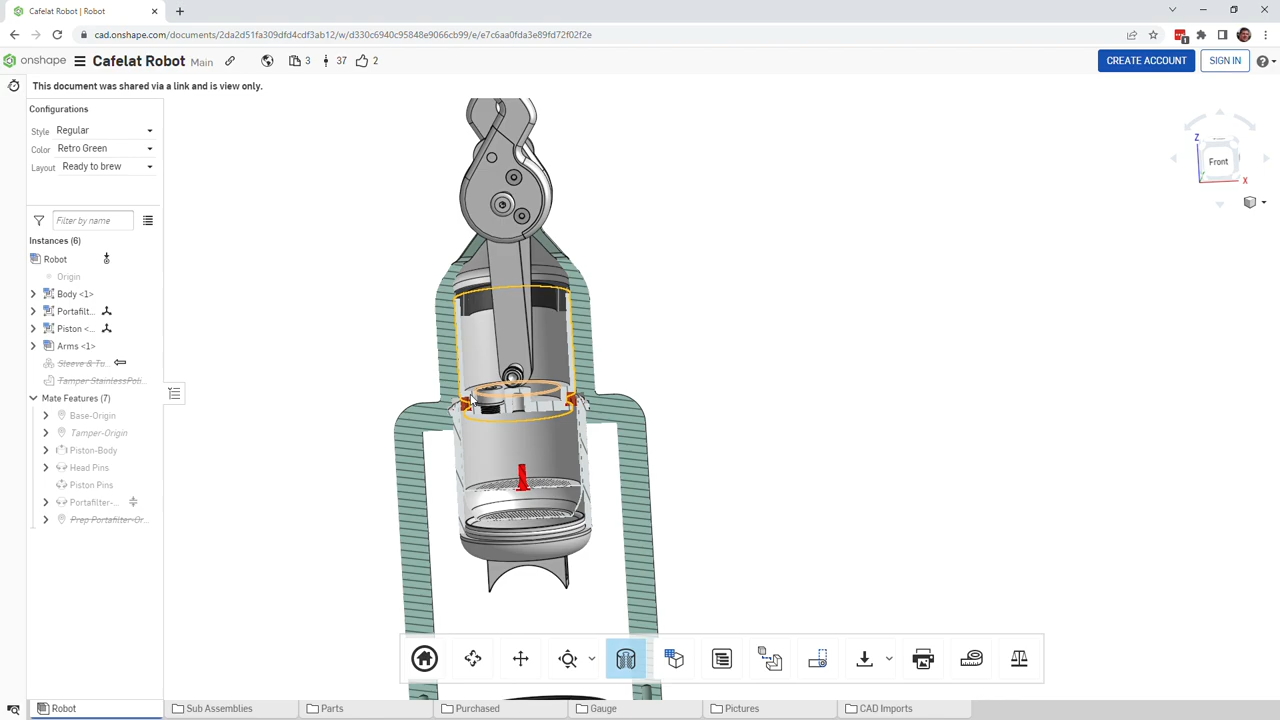 Cafelat Robot | Robot
cad.onshape.com/documents/2da2d51fa309dfd4cdf3ab12/w/d330c6940c95848e9066cb99/e/e7c6aa0fda3e89fd72f02f2e
1
onshape Cafelat Robot Main 3 37 2 CREATE ACCOUNT SIGN IN
This document was shared via a link and is view only.
Configurations
Style Regular
Color Retro Green
Layout Ready to brew
Z
Front
X
Filter by name
Instances (6)
Robot
Origin
Body <1>
Portafilt...
Piston <...
Arms <1>
Sleeve & Tu...
Tamper StainlessPoli...
Mate Features (7)
Base-Origin
Tamper-Origin
Piston-Body
Head Pins
Piston Pins
Portafilter-...
Prep Portafilter-Or...
Robot Sub Assemblies Parts Purchased Gauge Pictures CAD Imports